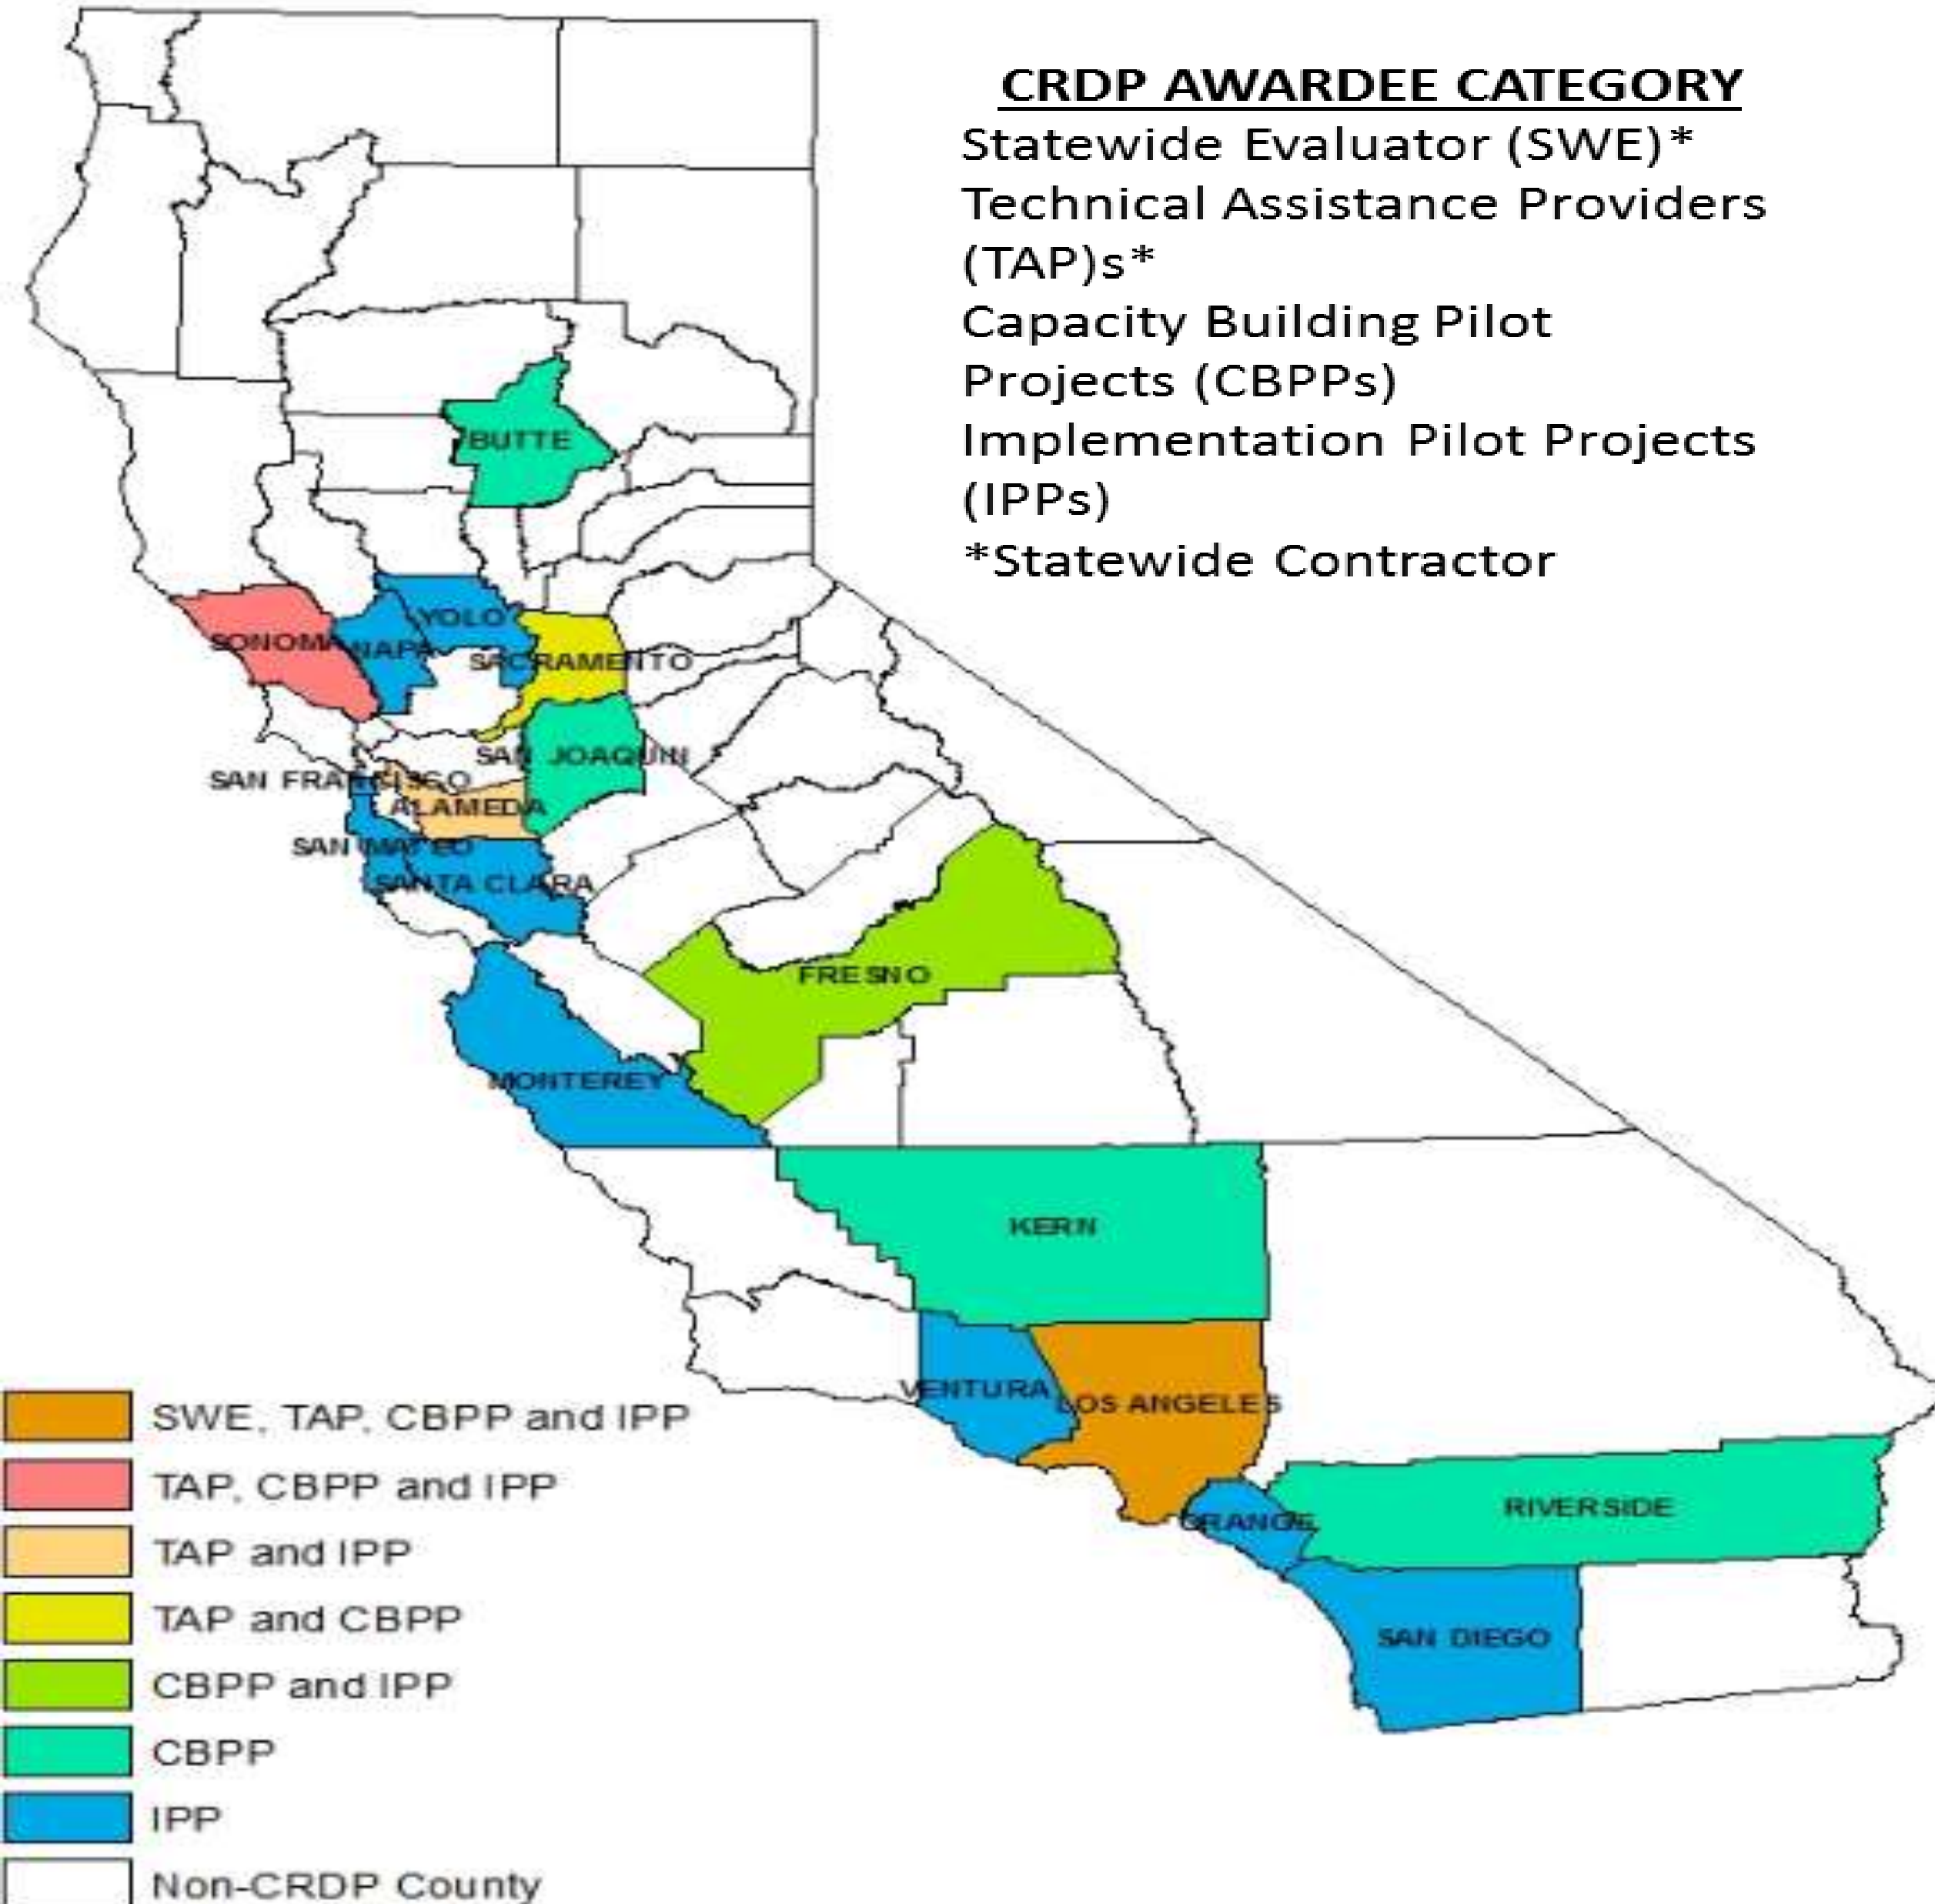 CRDP AWARDEE CATEGORY
Statewide Evaluator (SWE)*
Technical Assistance Providers
(TAP)s*
Capacity Building Pilot
Projects (CBPPs)
Implementation Pilot Projects
(IPPs)
*Statewide Contractor
BUTTE
YOLO
SONOMA
NAPA
SACRAMENTO
SAN JOAQUIN
SAN FRANCISCO
ALAMEDA
SAN MATEO
SANTA CLARA
FRESNO
MONTEREY
KERN
VENTURA
LOS ANGELES
RIVERSIDE
ORANGE
SAN DIEGO
SWE, TAP, CBPP and IPP
TAP, CBPP and IPP
TAP and IPP
TAP and CBPP
CBPP and IPP
CBPP
IPP
Non-CRDP County